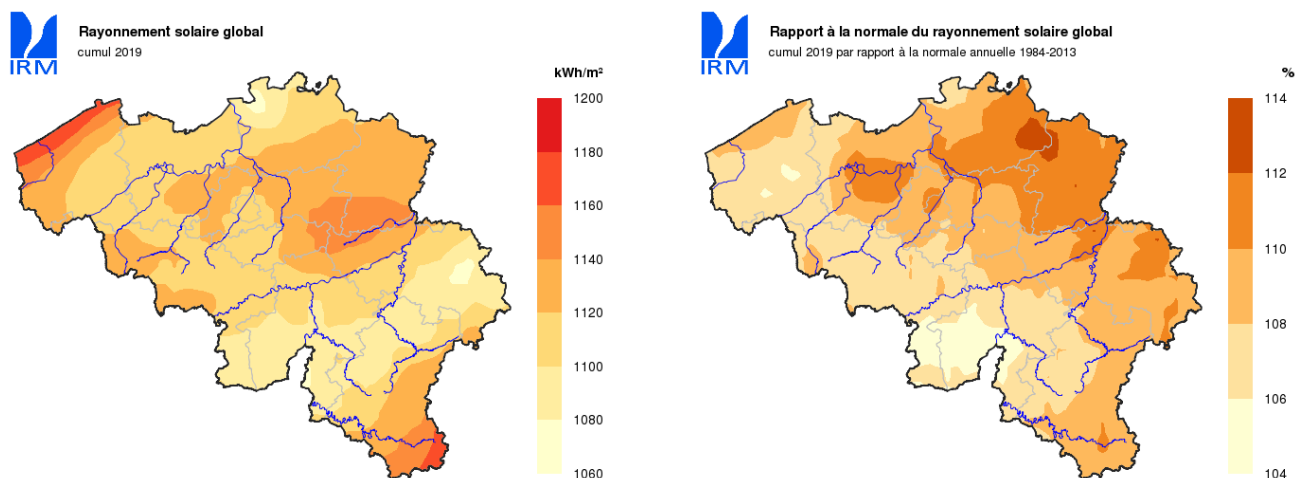 Rayonnement solaire global
cumul 2019
IRM
kWh/m²
1200
1180
1160
1140
1120
1100
1080
1060
Rapport à la normale du rayonnement solaire global
cumul 2019 par rapport à la normale annuelle 1984-2013
IRM
%
114
112
110
108
106
104